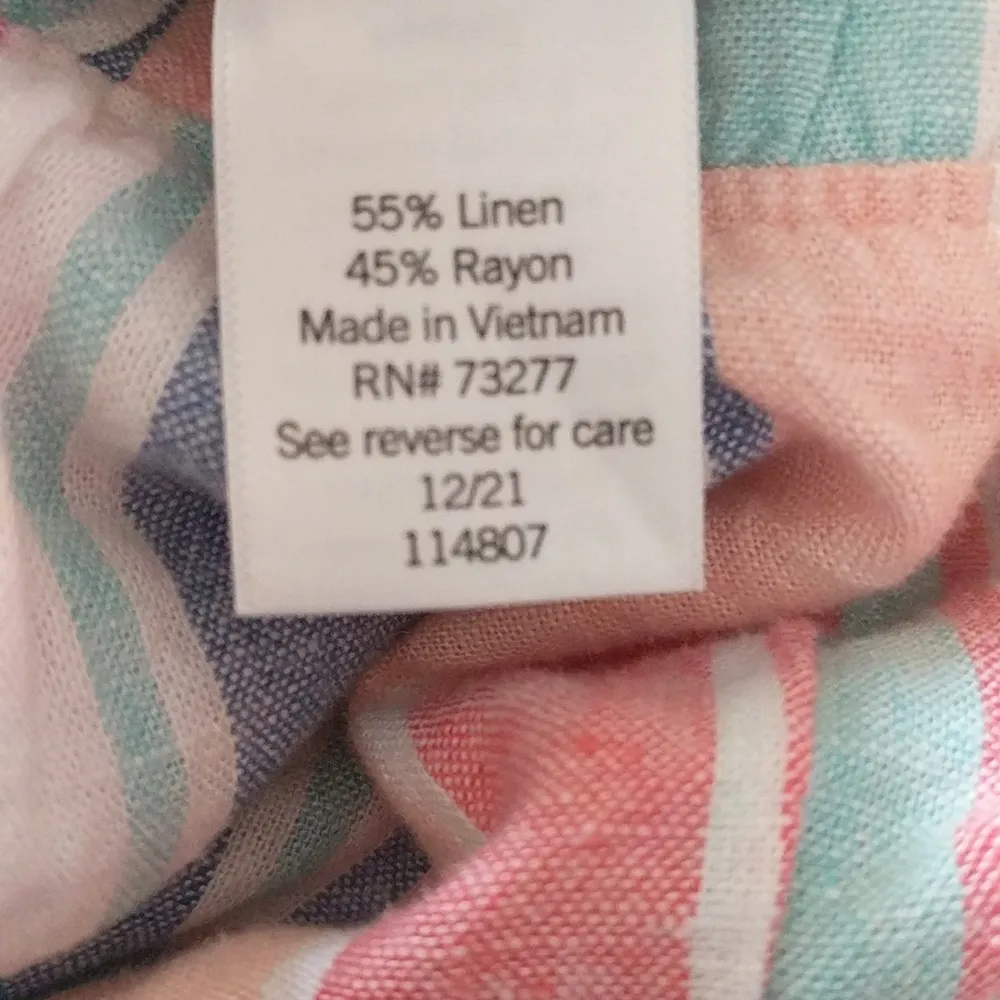 55% Linen
45% Rayon
Made in Vietnam
RN# 73277
See reverse for care
12/21
114807